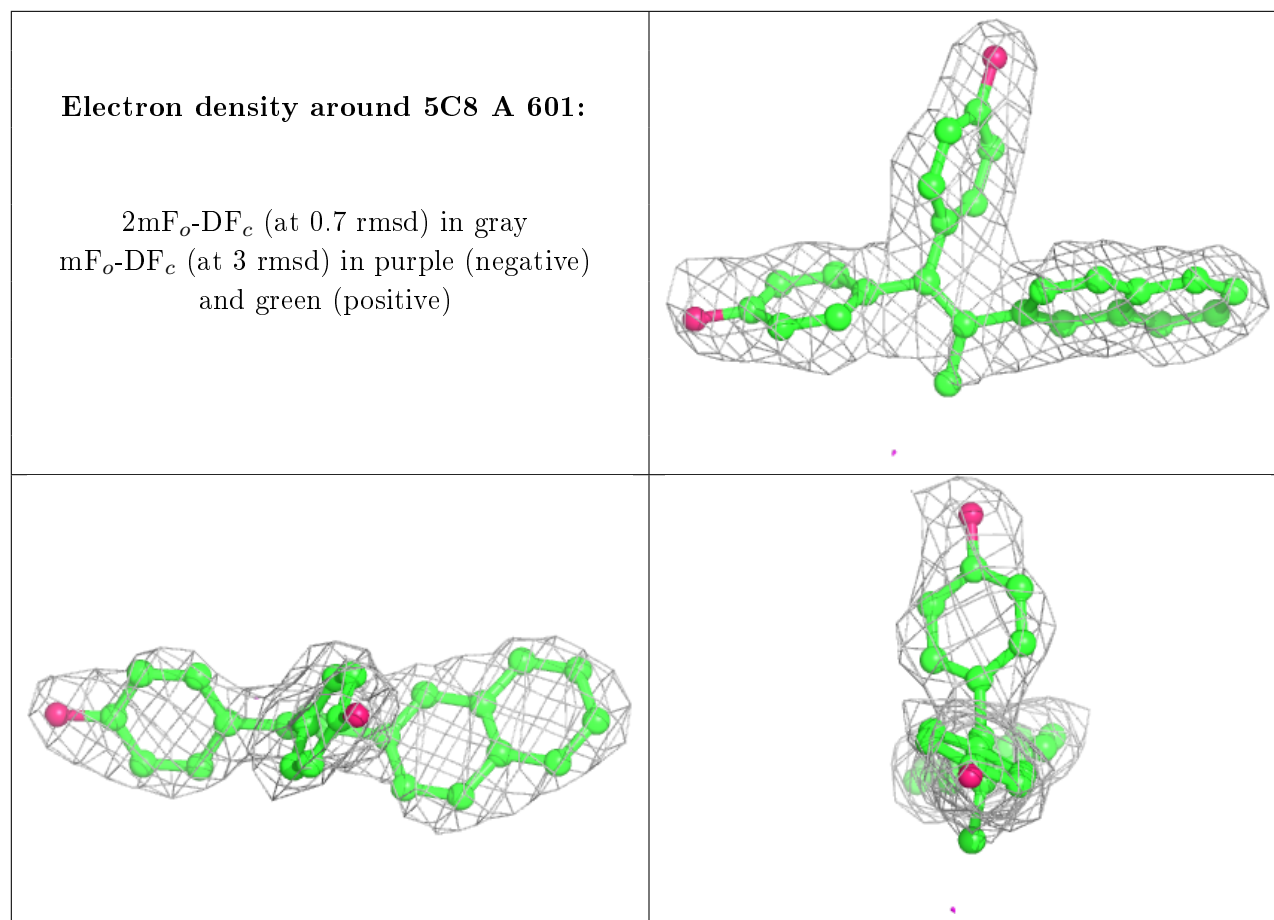 Electron density around 5C8 A 601:
2mFo-DFc (at 0.7 rmsd) in gray
mFo-DFc (at 3 rmsd) in purple (negative)
and green (positive)